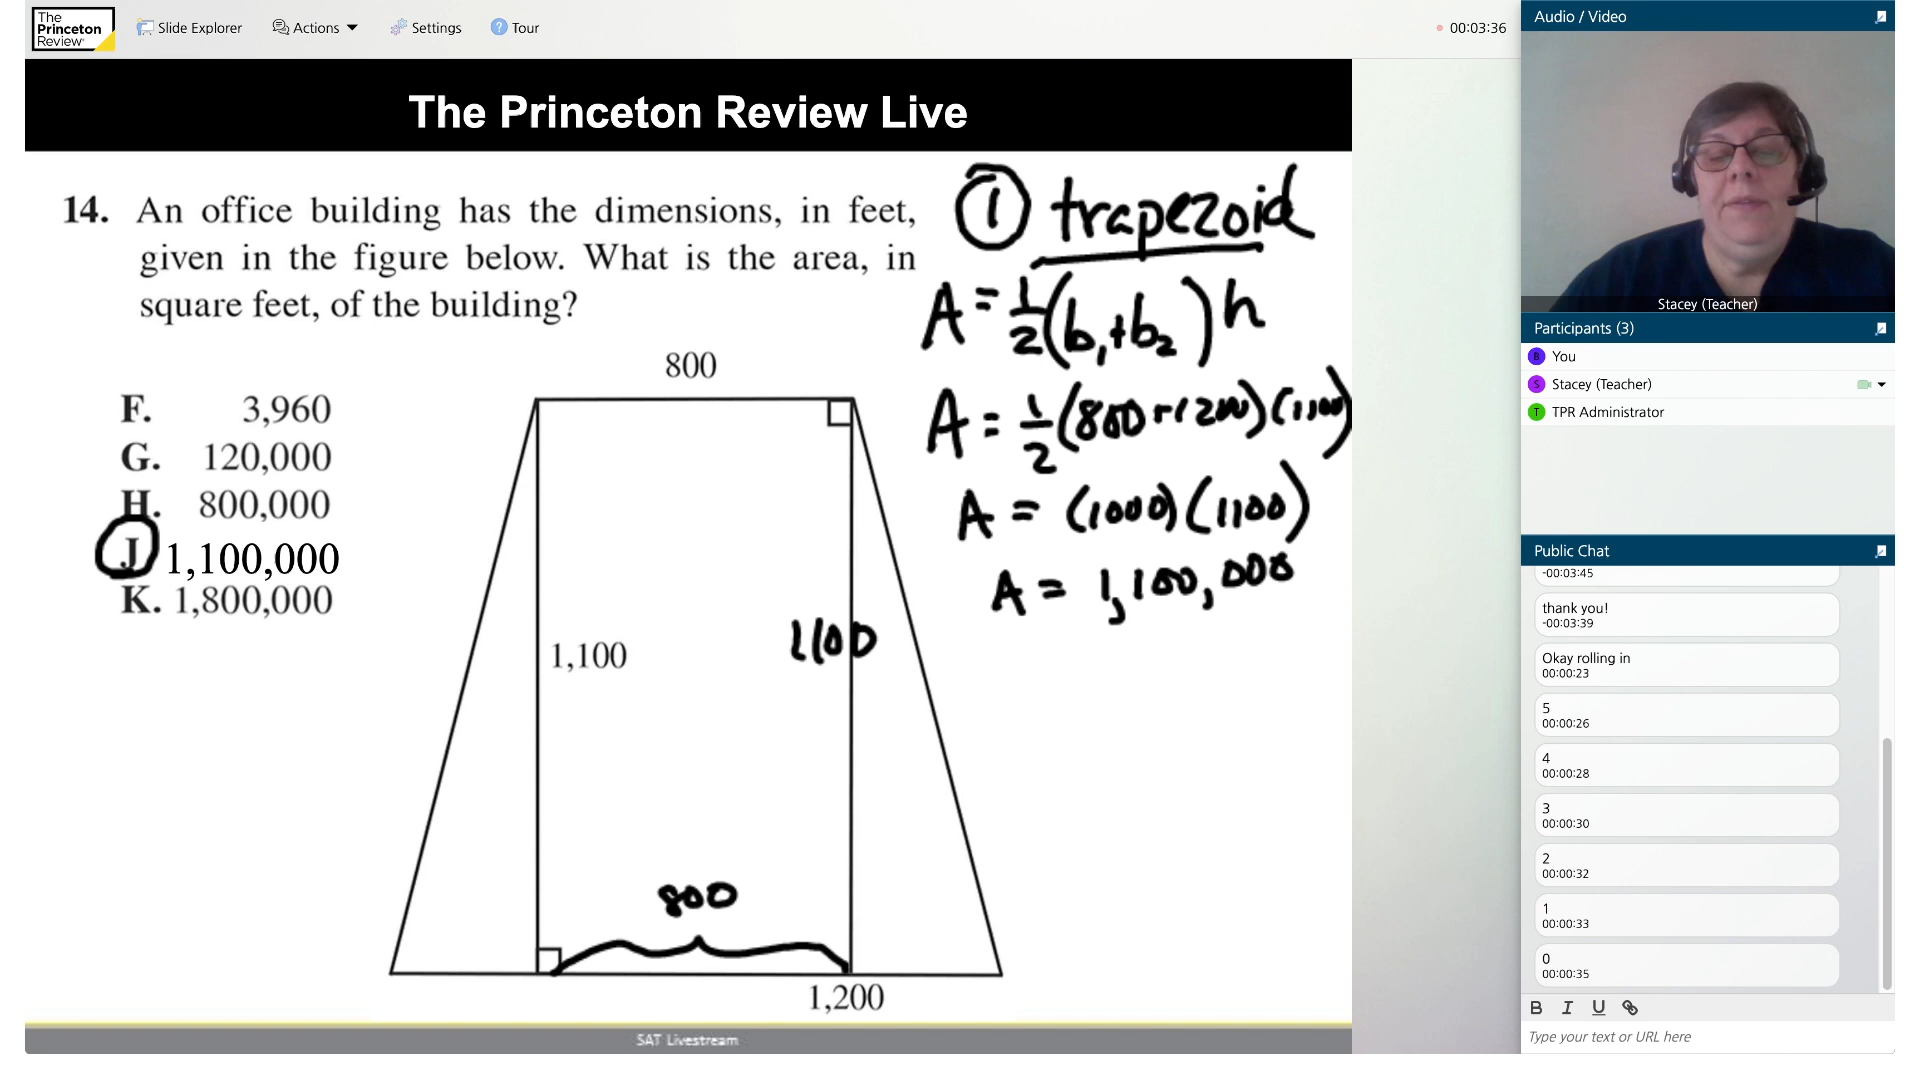 The
Princeton
Review
Slide Explorer
Actions
Settings
? Tour
00:03:36
The Princeton Review Live
14. An office building has the dimensions, in feet,
given in the figure below. What is the area, in
square feet, of the building?
F. 3,960
G. 120,000
H. 800,000
J 1,100,000
K. 1,800,000
800
1,100
1100
800
1,200
① trapezoid
A = 1/2 (b₁+b₂) h
A = 1/2 (800+1200)(1100)
A = (1000)(1100)
A = 1,100,000
SAT Livestream
Audio / Video
Stacey (Teacher)
Participants (3)
B You
S Stacey (Teacher)
T TPR Administrator
Public Chat
-00:03:45
thank you!
-00:03:39
Okay rolling in
00:00:23
5
00:00:26
4
00:00:28
3
00:00:30
2
00:00:32
1
00:00:33
0
00:00:35
B I U
Type your text or URL here